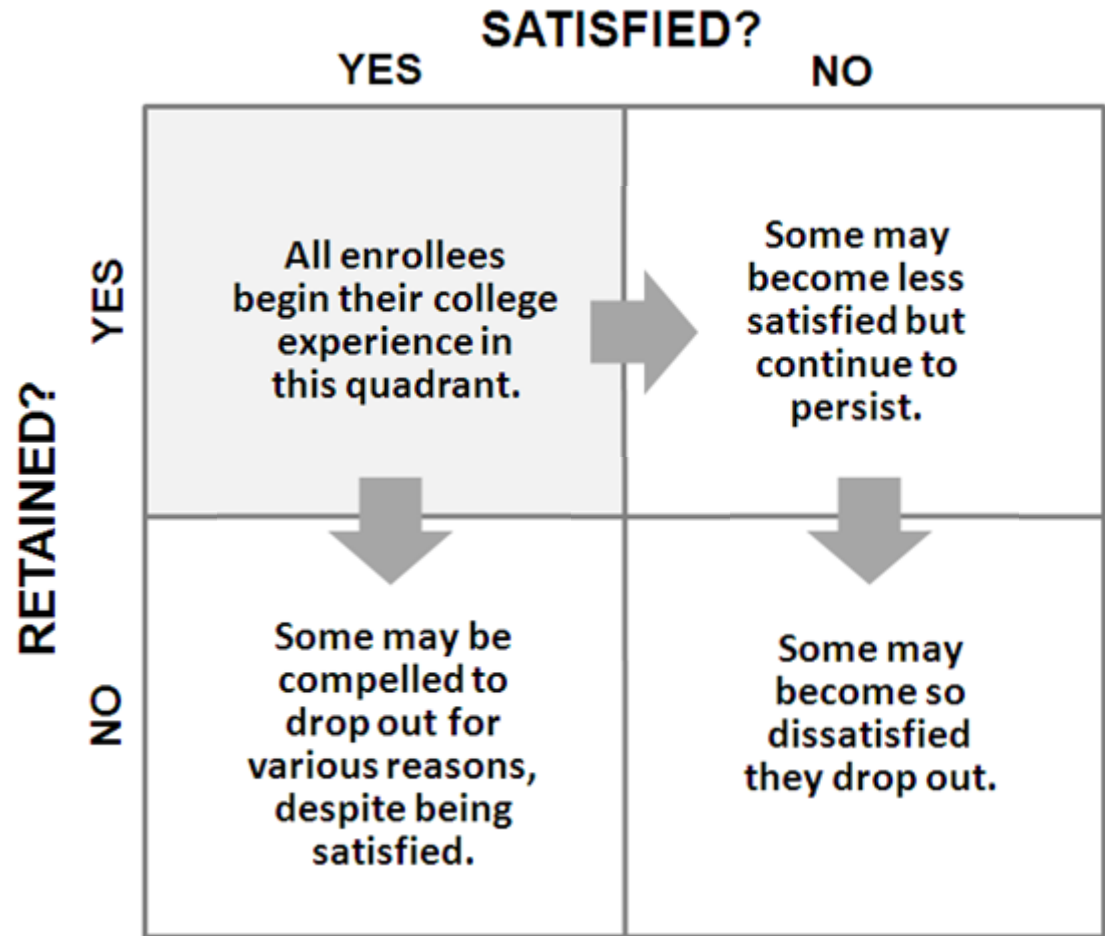 SATISFIED?
YES
NO
RETAINED?
YES
All enrollees
begin their college
experience in
this quadrant.
Some may
become less
satisfied but
continue to
persist.
NO
Some may be
compelled to
drop out for
various reasons,
despite being
satisfied.
Some may
become so
dissatisfied
they drop out.